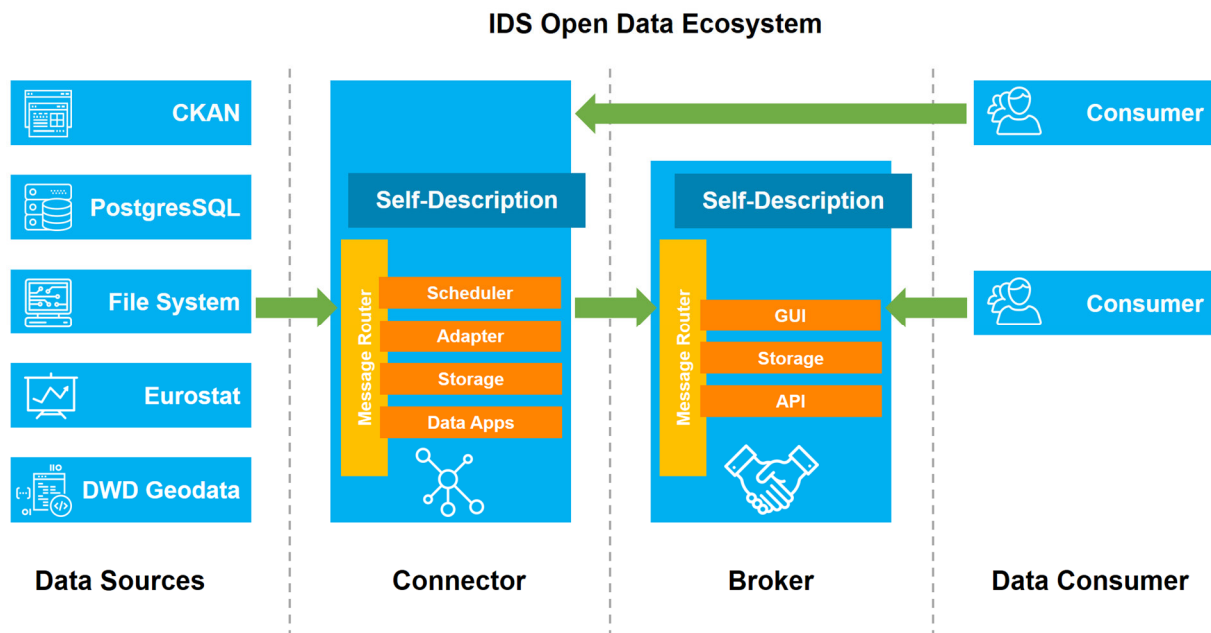 IDS Open Data Ecosystem
CKAN
PostgresSQL
File System
Eurostat
DWD Geodata
Data Sources
Self-Description
Message Router
Scheduler
Adapter
Storage
Data Apps
Connector
Self-Description
Message Router
GUI
Storage
API
Broker
Consumer
Consumer
Data Consumer